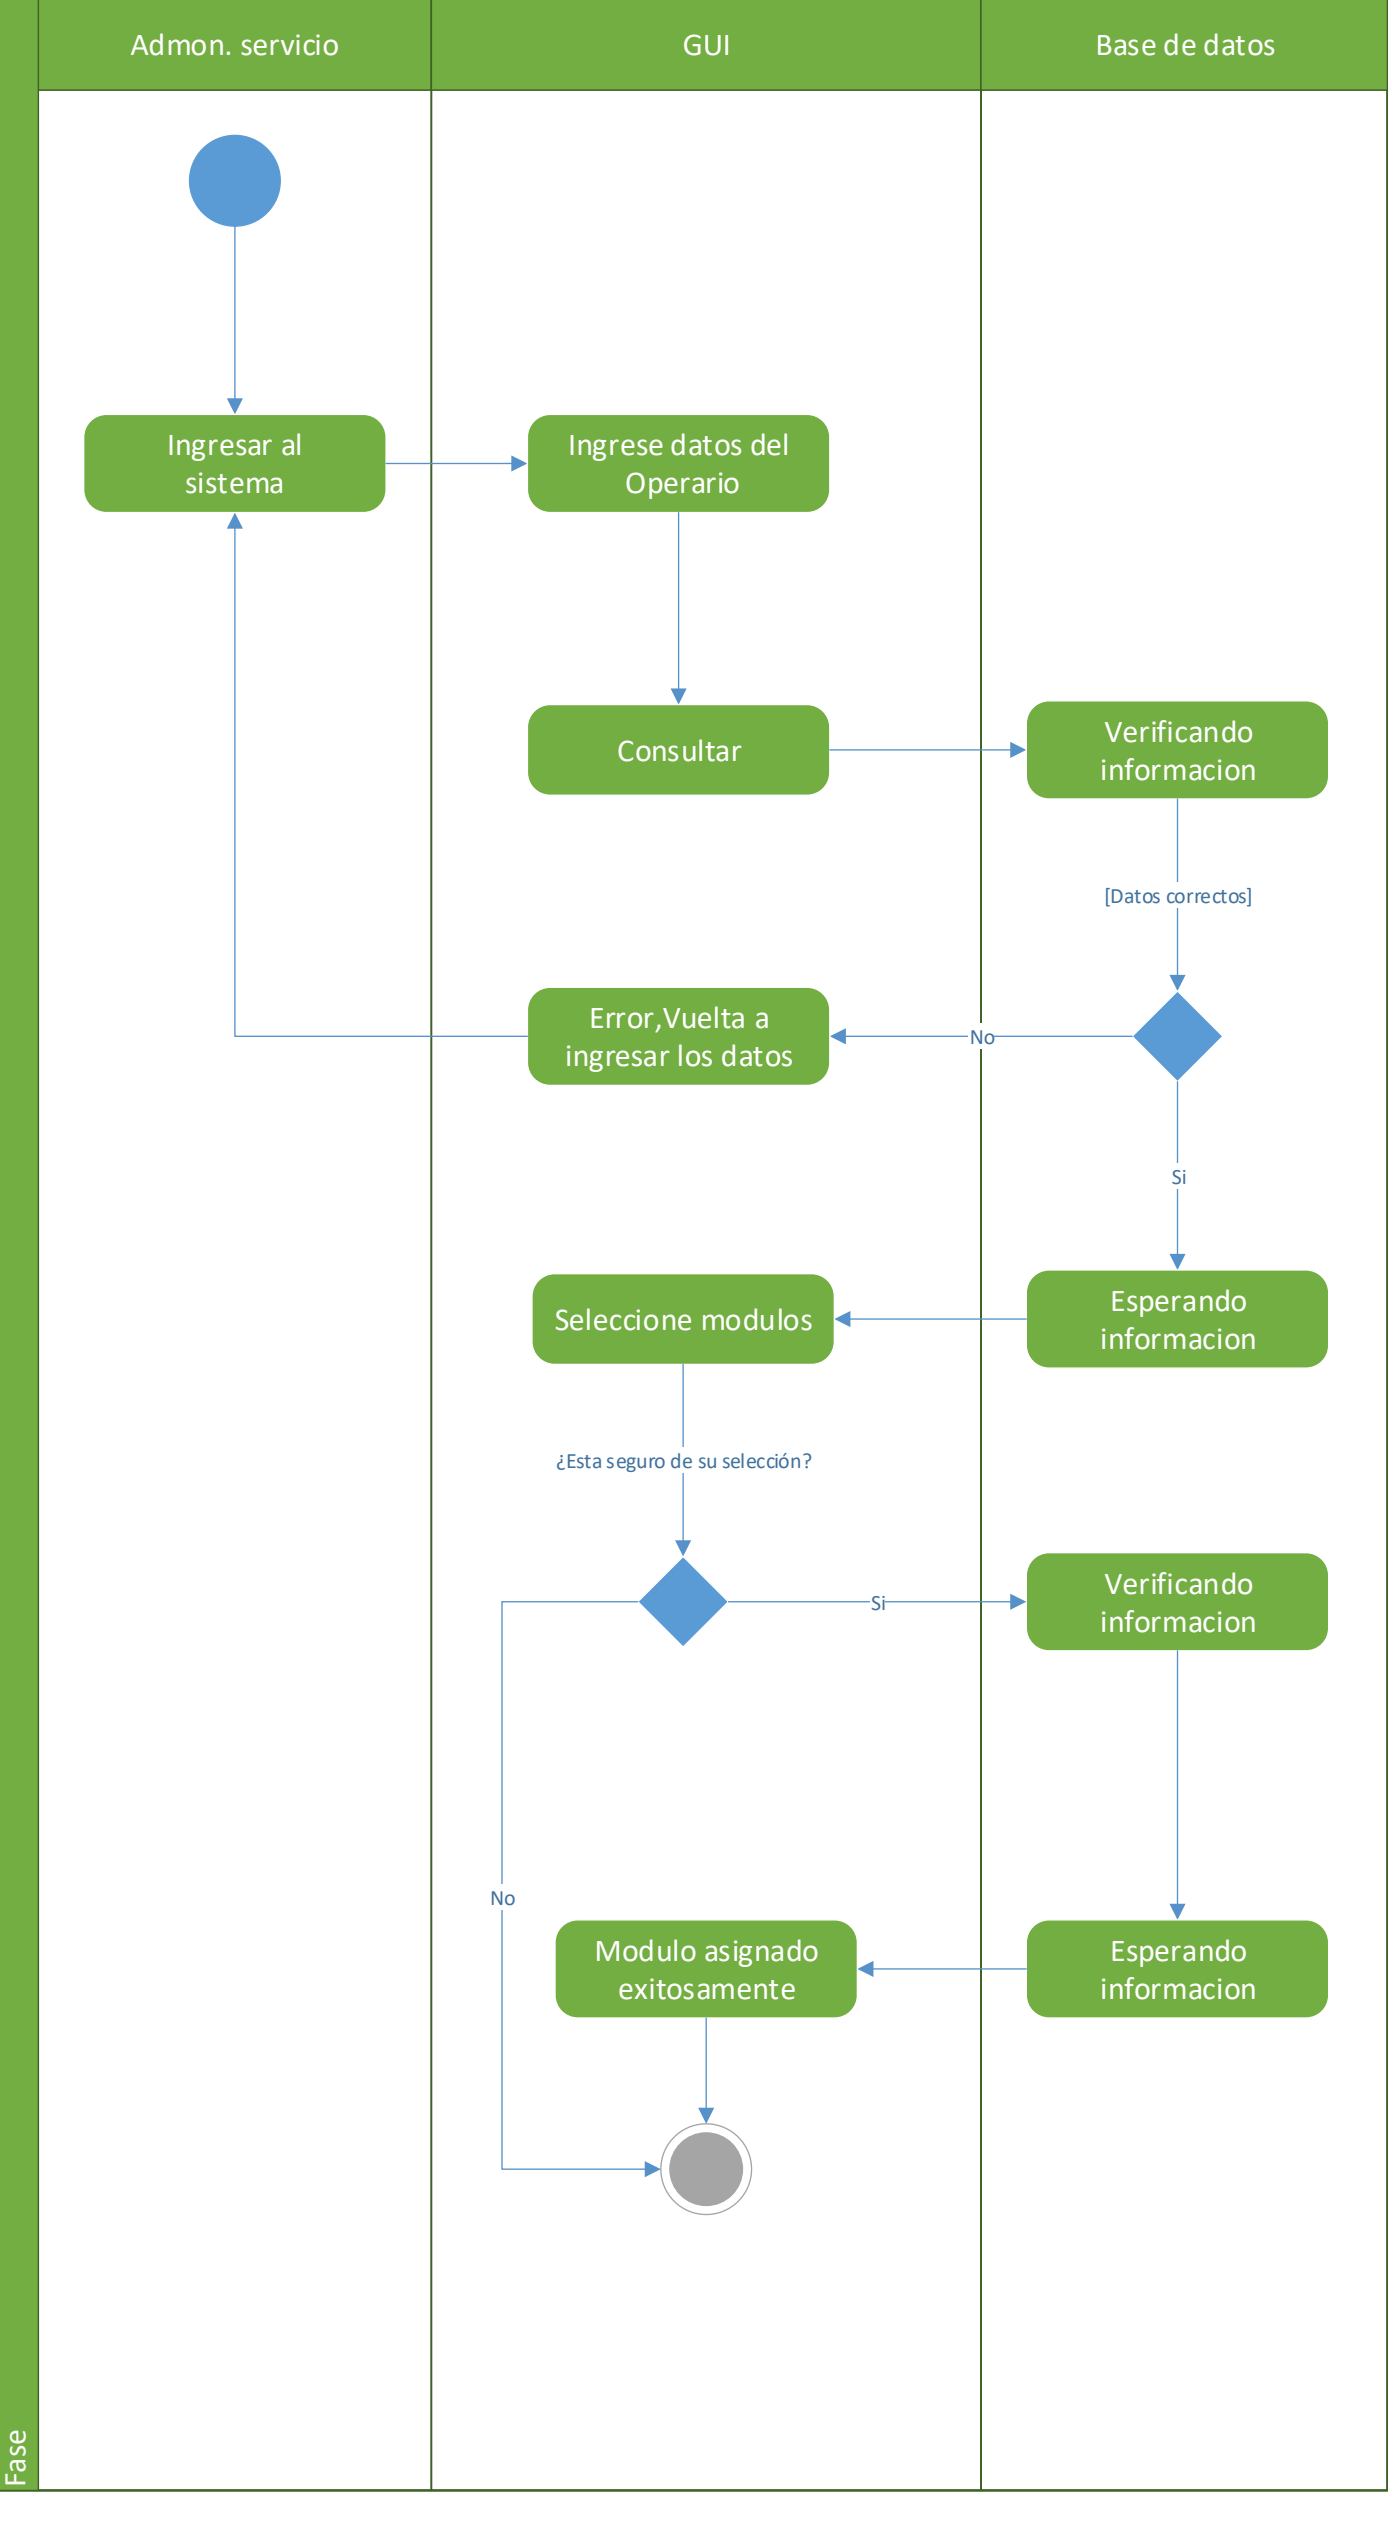 Admon. servicio
GUI
Base de datos
Ingresar al
sistema
Ingrese datos del
Operario
Consultar
Verificando
informacion
[Datos correctos]
Error,Vuelta a
ingresar los datos
No
Si
Seleccione modulos
Esperando
informacion
¿Esta seguro de su selección?
Si
Verificando
informacion
No
Modulo asignado
exitosamente
Esperando
informacion
Fase